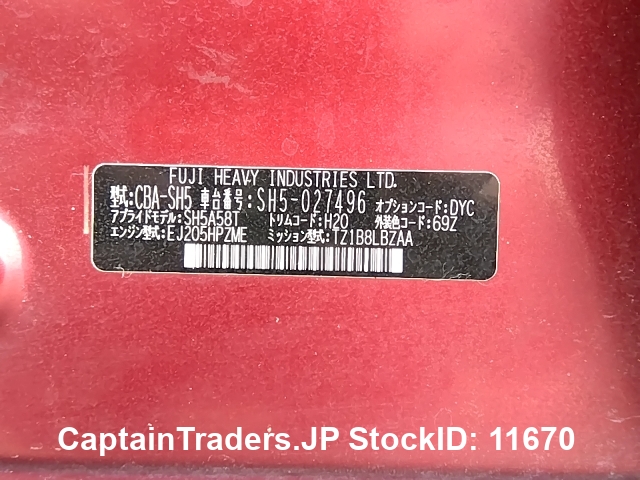 FUJI HEAVY INDUSTRIES LTD.
型式:CBA-SH5 車台番号:SH5-027496 オプションコード:DYC
アプライドモデル:SH5A58T トリムコード:H20 外装色コード:69Z
エンジン型式:EJ205HPZME ミッション型式:TZ1B8LBZAA
CaptainTraders.JP StockID: 11670